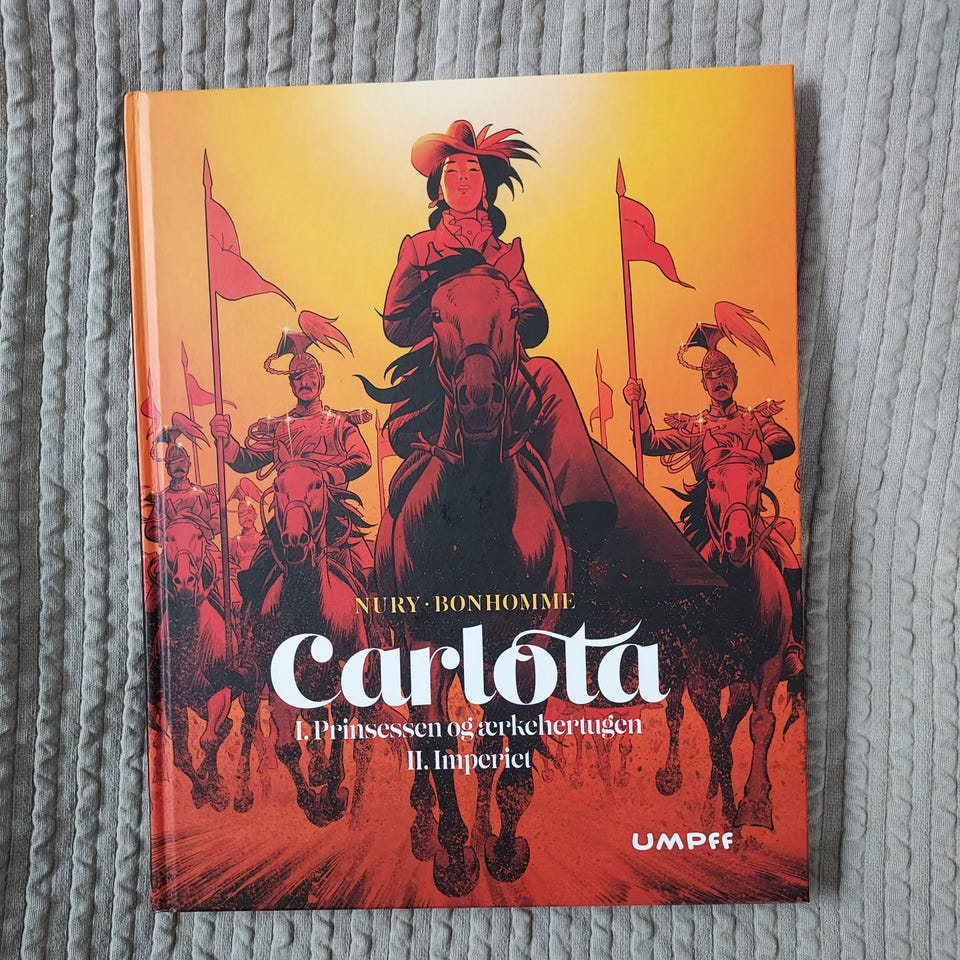 NURY · BONHOMME
Carlota
I. Prinsessen og ærkehertugen
II. Imperiet
UMPFF